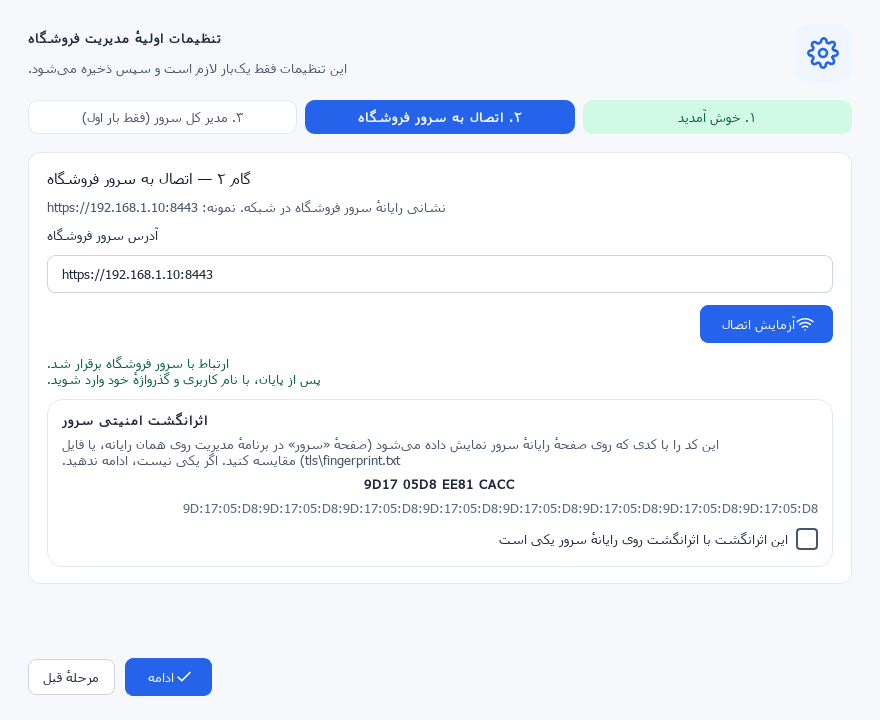 تنظیمات اولیهٔ مدیریت فروشگاه
این تنظیمات فقط یک‌بار لازم است و سپس ذخیره می‌شود.
۱. خوش آمدید
۲. اتصال به سرور فروشگاه
۳. مدیر کل سرور (فقط بار اول)
گام ۲ — اتصال به سرور فروشگاه
نشانی رایانهٔ سرور فروشگاه در شبکه. نمونه: https://192.168.1.10:8443
آدرس سرور فروشگاه
https://192.168.1.10:8443
آزمایش اتصال
ارتباط با سرور فروشگاه برقرار شد.
پس از پایان، با نام کاربری و گذرواژهٔ خود وارد شوید.
اثرانگشت امنیتی سرور
این کد را با کدی که روی صفحهٔ رایانهٔ سرور نمایش داده می‌شود (صفحهٔ «سرور» در برنامهٔ مدیریت روی همان رایانه، یا فایل
tls\fingerprint.txt) مقایسه کنید. اگر یکی نیست، ادامه ندهید.
9D17 05D8 EE81 CACC
9D:17:05:D8:9D:17:05:D8:9D:17:05:D8:9D:17:05:D8:9D:17:05:D8:9D:17:05:D8:9D:17:05:D8:9D:17:05:D8
این اثرانگشت با اثرانگشت روی رایانهٔ سرور یکی است
ادامه
مرحلهٔ قبل